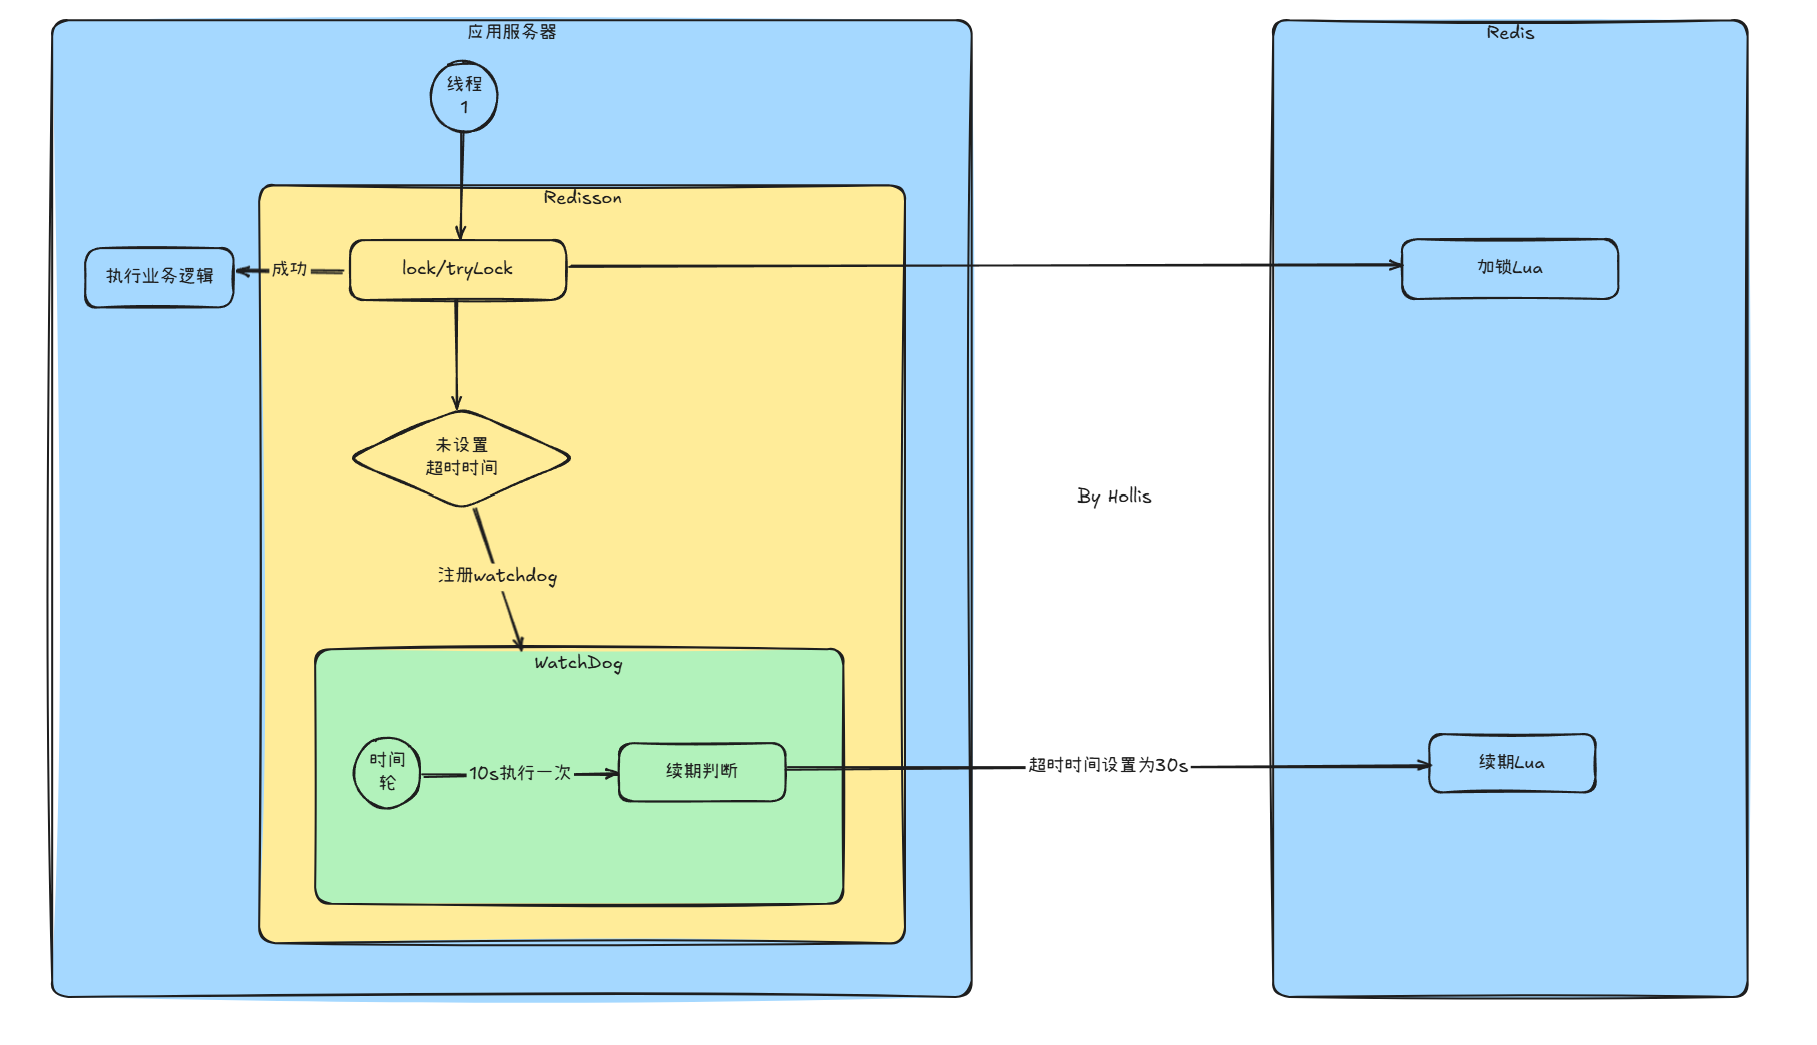 应用服务器
Redis
线程
1
Redisson
执行业务逻辑
成功
lock/tryLock
加锁Lua
未设置
超时时间
By Hollis
注册watchdog
WatchDog
时间
轮
10s执行一次
续期判断
超时时间设置为30s
续期Lua